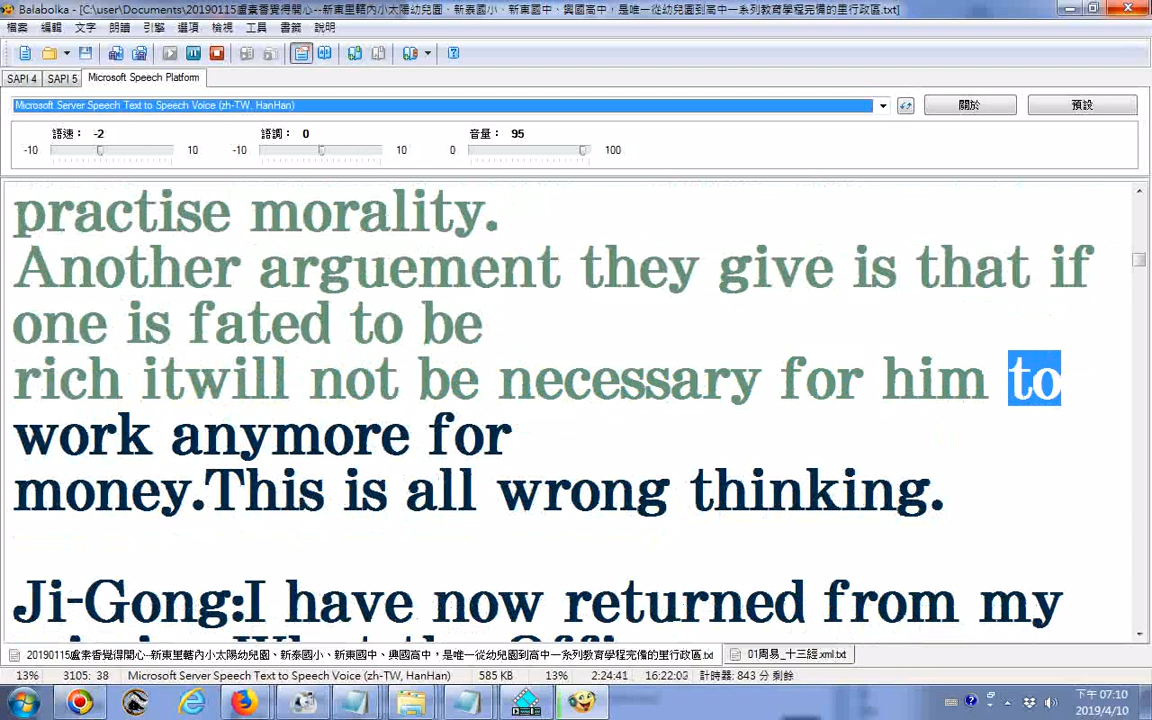 Balabolka - [C:\user\Documents\20190115盧素香覺得開心--新東里轄內小太陽幼兒園、新泰國小、新東國中、興國高中，是唯一從幼兒園到高中一系列教育學程完備的里行政區.txt]
檔案 編輯 文字 朗讀 引擎 選項 檢視 工具 書籤 說明
SAPI 4 SAPI 5 Microsoft Speech Platform
Microsoft Server Speech Text to Speech Voice (zh-TW, HanHan) 關於 預設
語速： -2 語調： 0 音量： 95
-10 10 -10 10 0 100
practise morality.
Another arguement they give is that if
one is fated to be
rich itwill not be necessary for him to
work anymore for
money.This is all wrong thinking.
Ji-Gong:I have now returned from my
20190115盧素香覺得開心--新東里轄內小太陽幼兒園、新泰國小、新東國中、興國高中，是唯一從幼兒園到高中一系列教育學程完備的里行政區.txt 01周易_十三經.xml.txt
13% 3105: 38 Microsoft Server Speech Text to Speech Voice (zh-TW, HanHan) 585 KB 13% 2:24:41 16:22:03 計時器: 843 分 剩餘
下午 07:10
2019/4/10